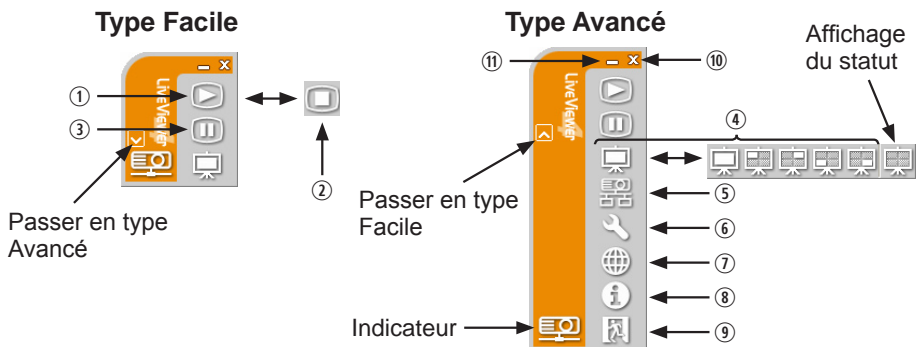 Type Facile
Type Avancé
Affichage
du statut
⑪
⑩
LiveViewer
①
③
②
LiveViewer
④
Passer en type
Avancé
Passer en type
Facile
⑤
⑥
⑦
⑧
Indicateur
⑨